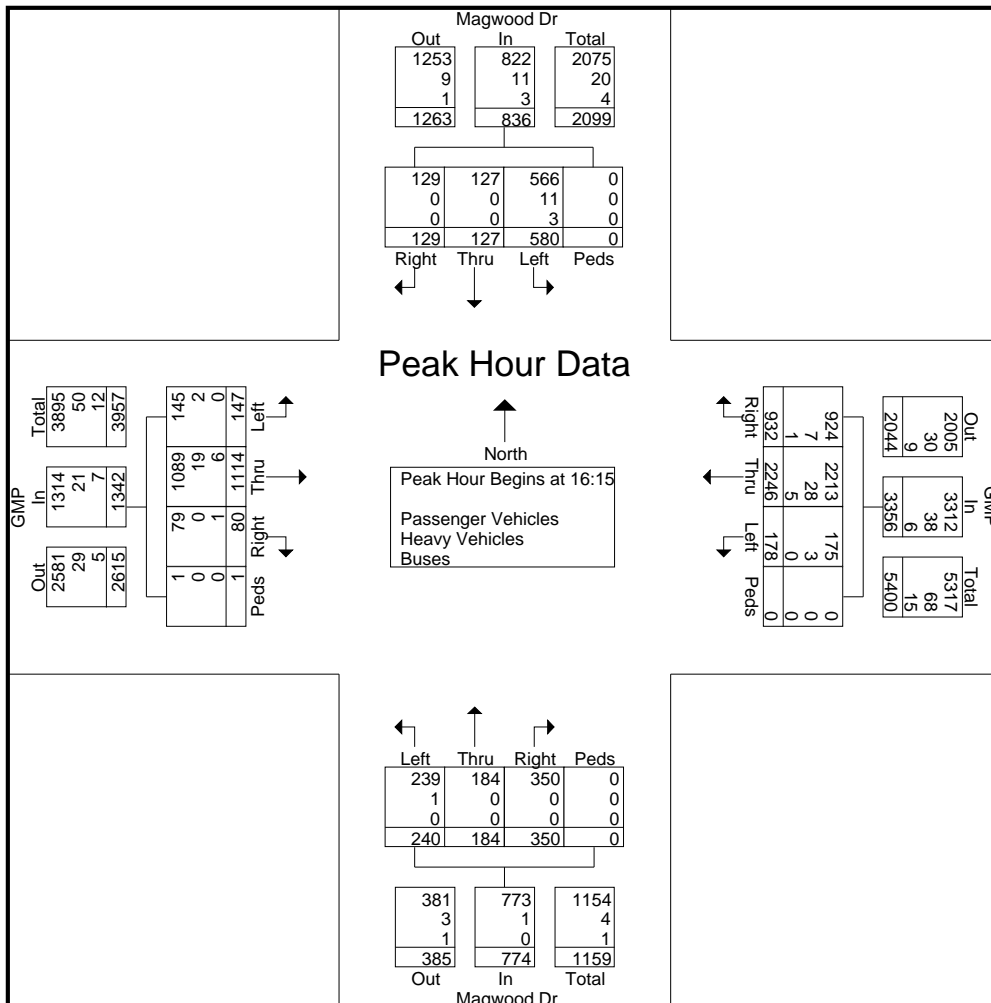 Magwood Dr
Out In Total
1253 822 2075
9 11 20
1 3 4
1263 836 2099
129 127 566 0
0 0 11 0
0 0 3 0
129 127 580 0
Right Thru Left Peds
Peak Hour Data
North
Peak Hour Begins at 16:15
Passenger Vehicles
Heavy Vehicles
Buses
GMP
Out In Total
2581 1314 3895
29 21 50
5 7 12
2615 1342 3957
1 79 1089 145
0 0 19 2
0 1 6 0
1 80 1114 147
Peds Right Thru Left
GMP
Out In Total
2005 3312 5317
30 38 68
9 6 15
2044 3356 5400
924 2213 175 0
7 28 3 0
1 5 0 0
932 2246 178 0
Right Thru Left Peds
Left Thru Right Peds
239 184 350 0
1 0 0 0
0 0 0 0
240 184 350 0
381 773 1154
3 1 4
1 0 1
385 774 1159
Out In Total
Magwood Dr